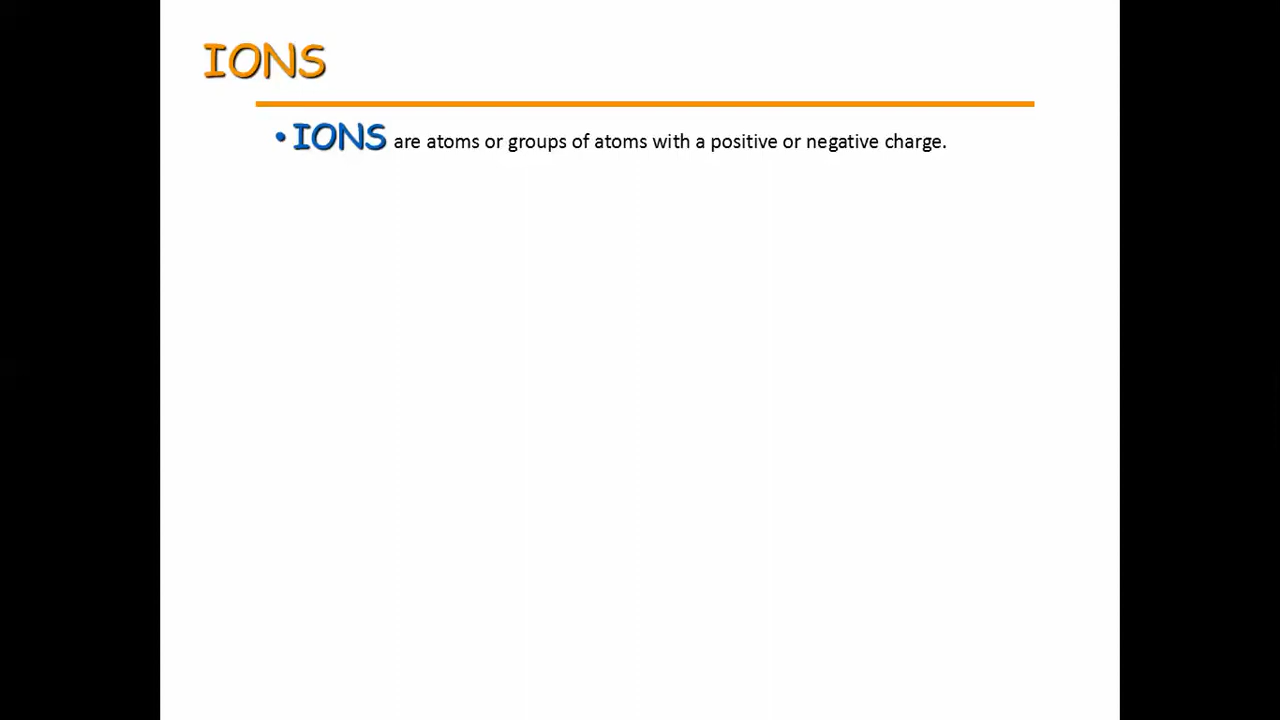 IONS
• IONS are atoms or groups of atoms with a positive or negative charge.